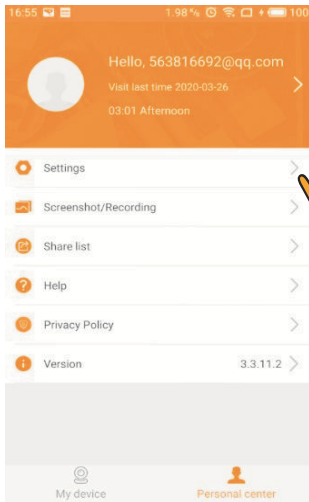 16:55 1.98 % 100
Hello, 563816692@qq.com
Visit last time 2020-03-26
03:01 Afternoon
Settings
Screenshot/Recording
Share list
Help
Privacy Policy
Version 3.3.11.2
My device Personal center